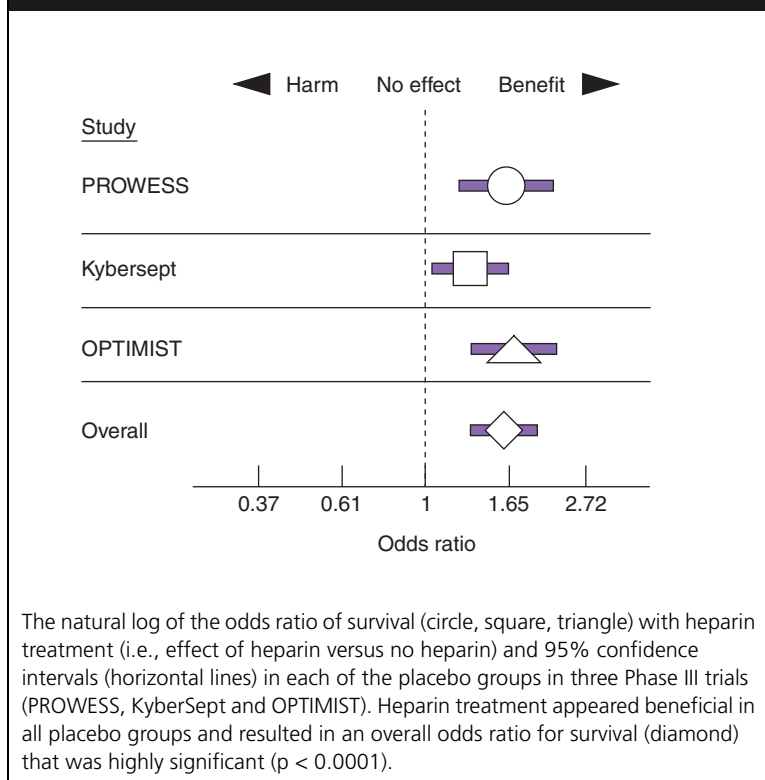 Harm No effect Benefit
Study
PROWESS
Kybersept
OPTIMIST
Overall
0.37 0.61 1 1.65 2.72
Odds ratio
The natural log of the odds ratio of survival (circle, square, triangle) with heparin
treatment (i.e., effect of heparin versus no heparin) and 95% confidence
intervals (horizontal lines) in each of the placebo groups in three Phase III trials
(PROWESS, KyberSept and OPTIMIST). Heparin treatment appeared beneficial in
all placebo groups and resulted in an overall odds ratio for survival (diamond)
that was highly significant (p < 0.0001).